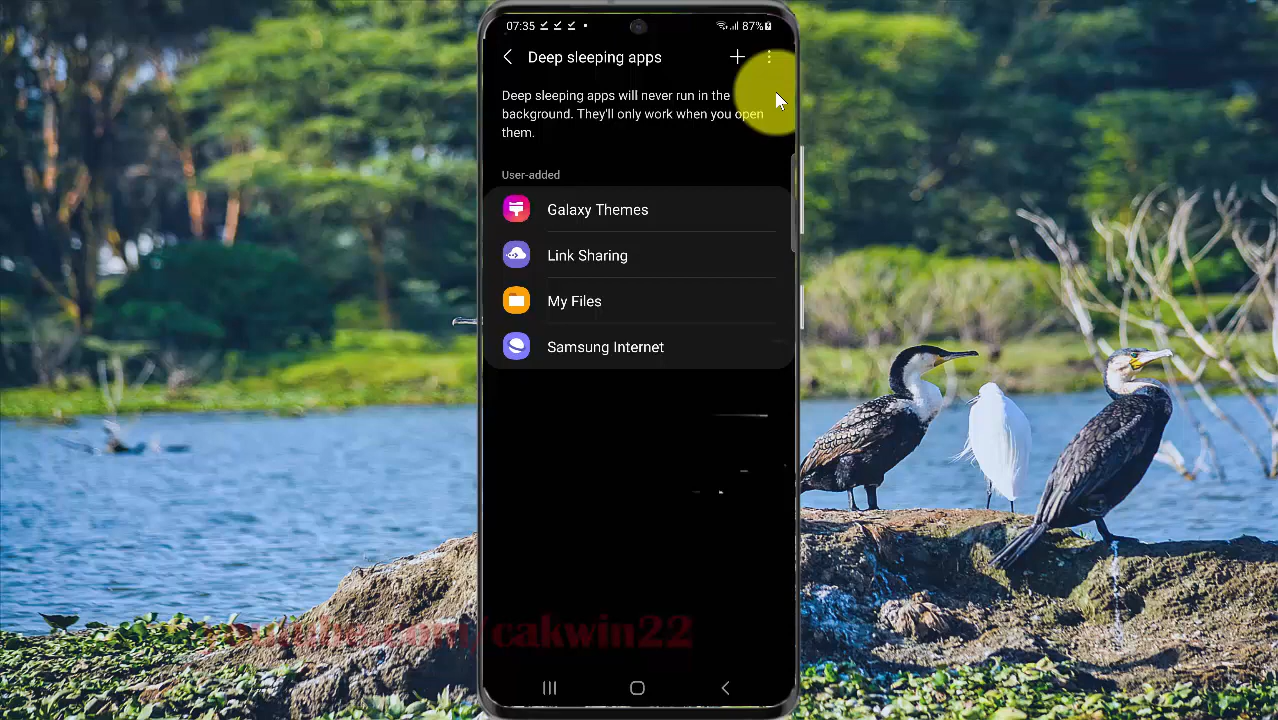 07:35
87%
Deep sleeping apps
Deep sleeping apps will never run in the
background. They'll only work when you open
them.
User-added
Galaxy Themes
Link Sharing
My Files
Samsung Internet
youtube.com/cakwin22